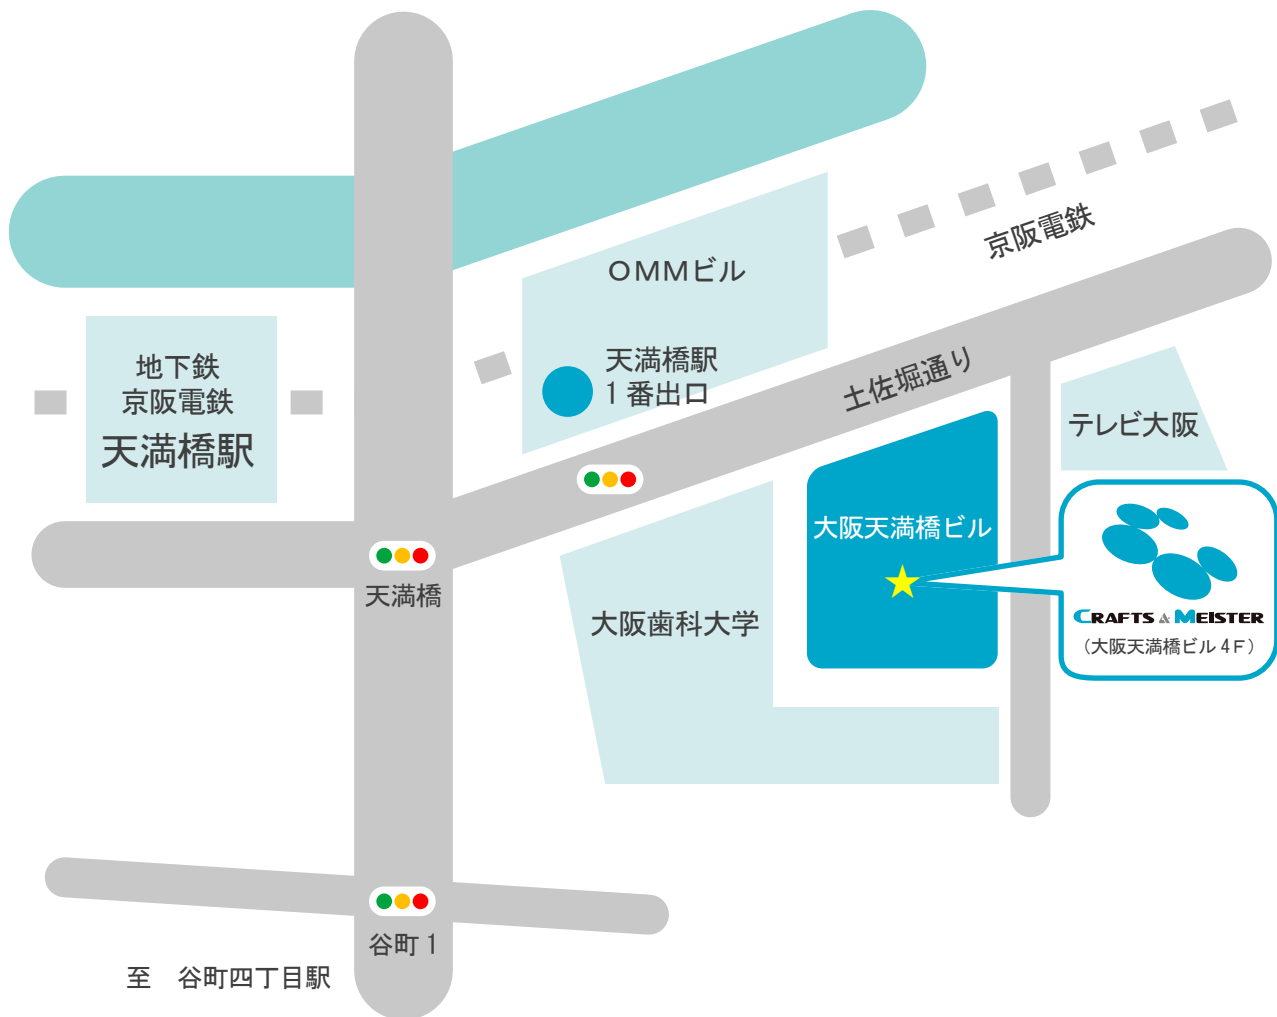 京阪電鉄
OMMビル
天満橋駅
1番出口
土佐堀通り
地下鉄
京阪電鉄
天満橋駅
テレビ大阪
大阪天満橋ビル
天満橋
大阪歯科大学
CRAFTS & MEISTER
（大阪天満橋ビル4F）
谷町1
至　谷町四丁目駅